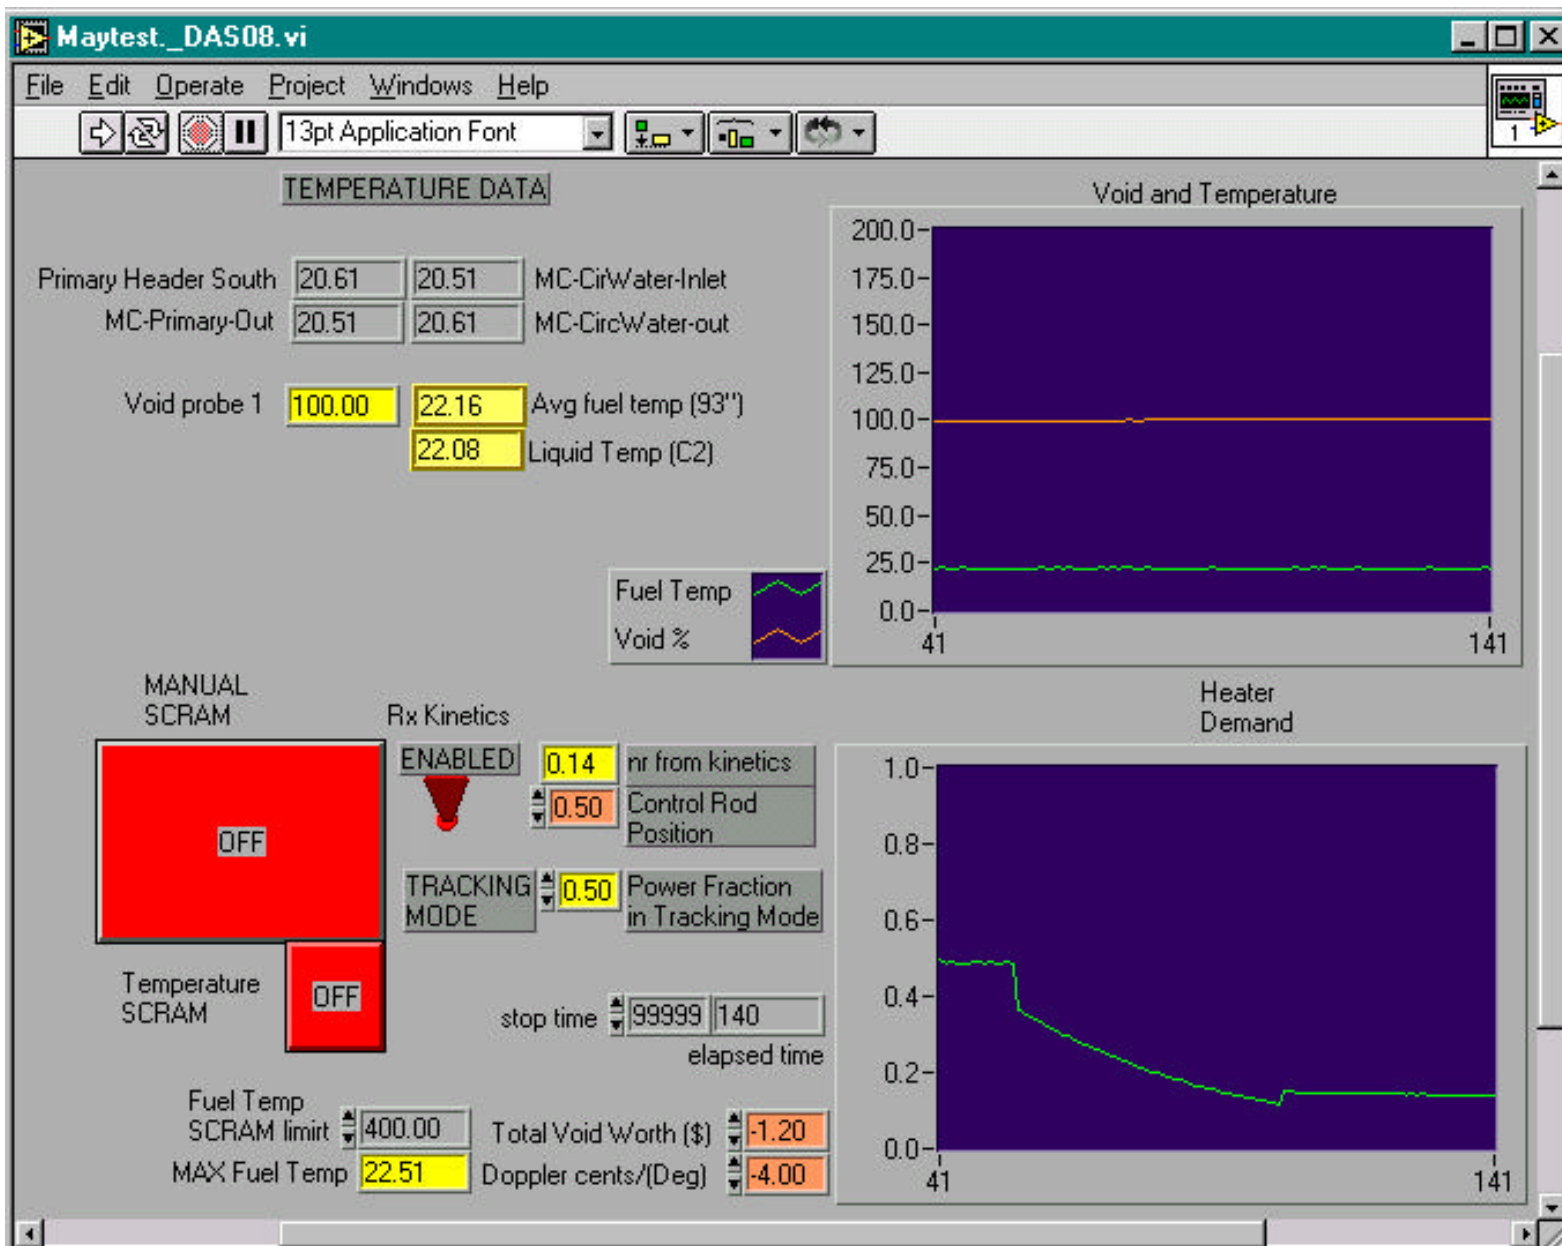 Maytest._DAS08.vi
File Edit Operate Project Windows Help
13pt Application Font
1
TEMPERATURE DATA
Primary Header South 20.61 20.51 MC-CirWater-Inlet
MC-Primary-Out 20.51 20.61 MC-CircWater-out
Void probe 1 100.00 22.16 Avg fuel temp (93")
22.08 Liquid Temp (C2)
Void and Temperature
200.0
175.0
150.0
125.0
100.0
75.0
50.0
25.0
0.0
41 141
Fuel Temp
Void %
MANUAL
SCRAM
OFF
Temperature
SCRAM
OFF
Rx Kinetics
ENABLED
0.14 nr from kinetics
0.50 Control Rod
Position
TRACKING
MODE
0.50 Power Fraction
in Tracking Mode
stop time 99999 140
elapsed time
Fuel Temp
SCRAM limirt 400.00
MAX Fuel Temp 22.51
Total Void Worth ($) -1.20
Doppler cents/(Deg) -4.00
Heater
Demand
1.0
0.8
0.6
0.4
0.2
0.0
41 141